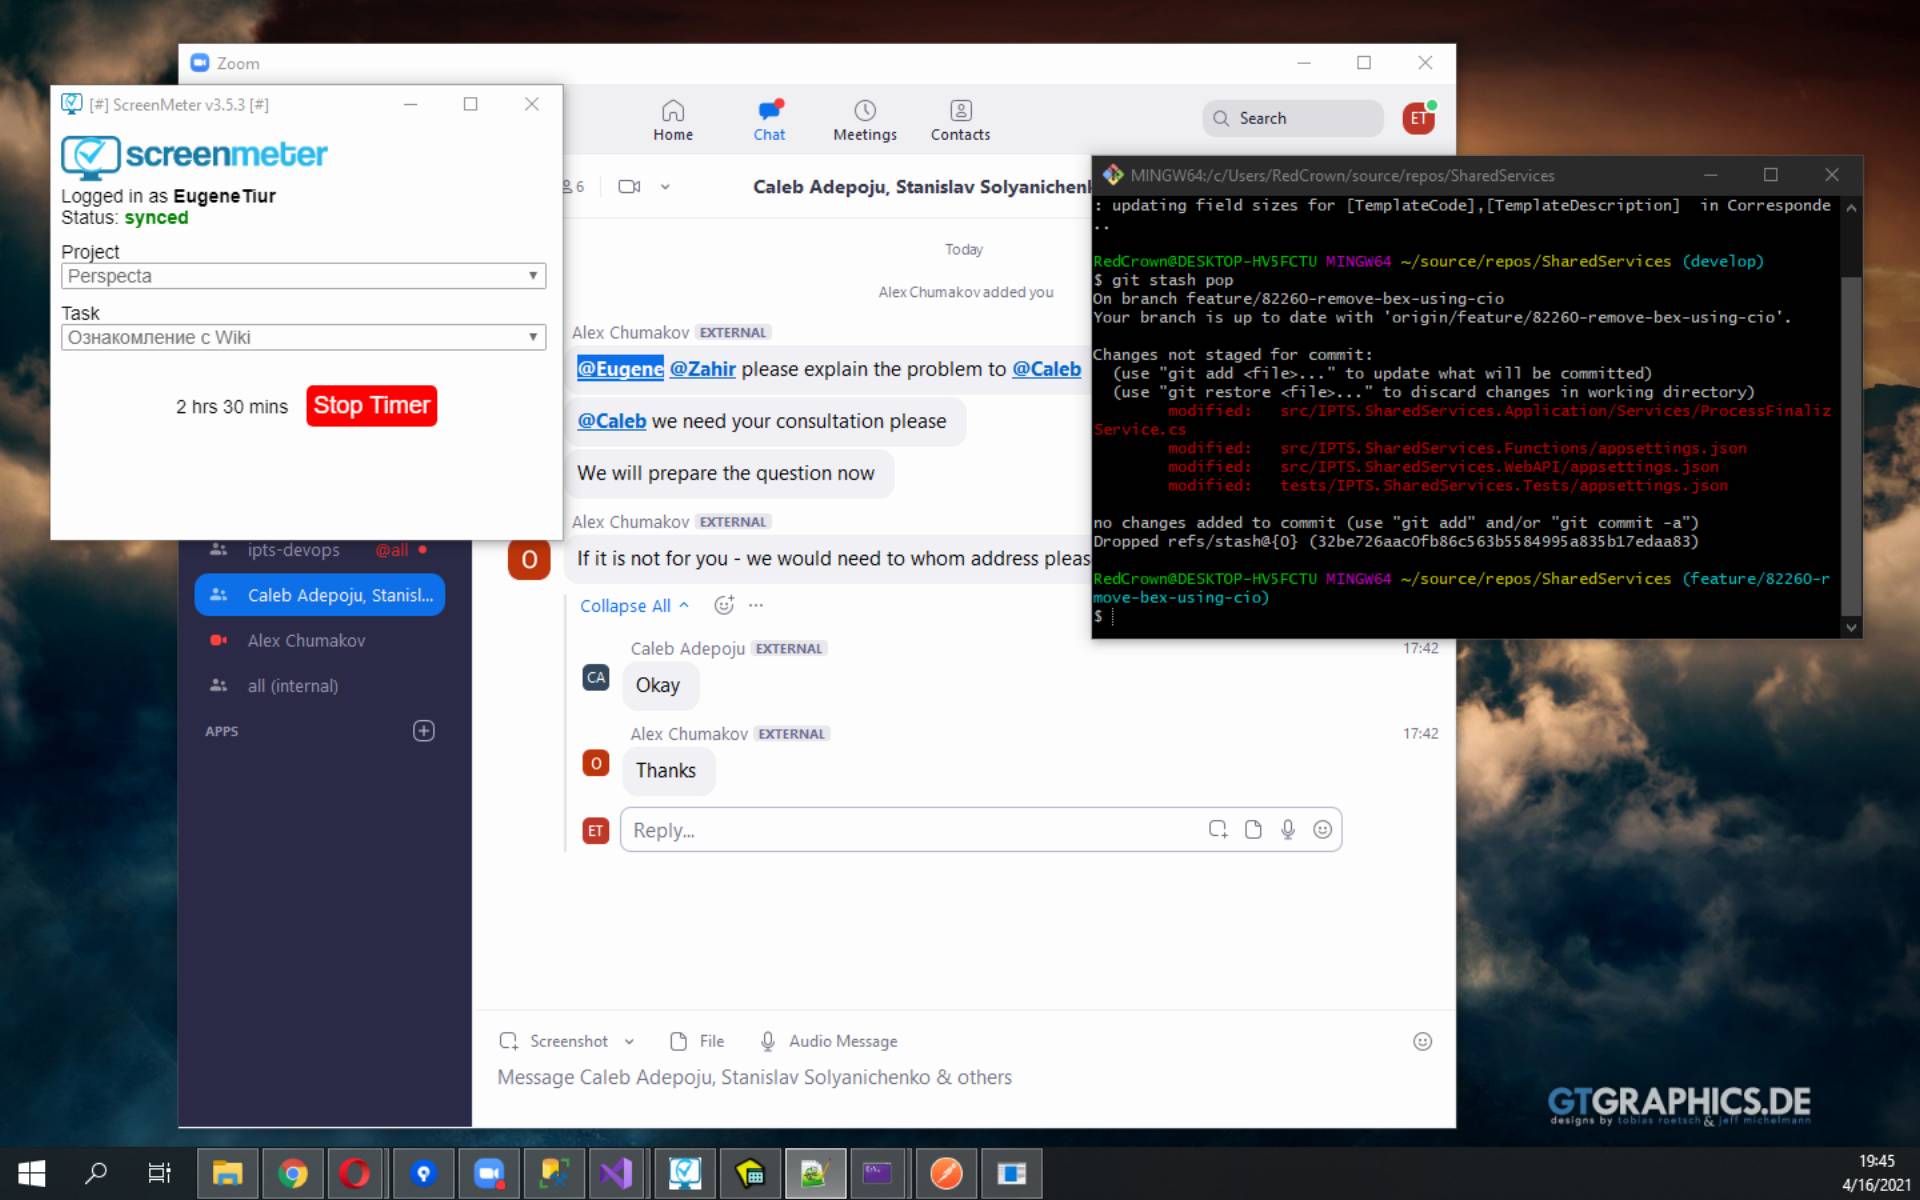 Zoom
Home
Chat
Meetings
Contacts
Search
ET
[#] ScreenMeter v3.5.3 [#]
screenmeter
Logged in as EugeneTiur
Status: synced
Project
Perspecta
Task
Ознакомление с Wiki
2 hrs 30 mins
Stop Timer
ipts-devops @all
Caleb Adepoju, Stanisl...
Alex Chumakov
all (internal)
APPS
6
Caleb Adepoju, Stanislav Solyanichenk
Today
Alex Chumakov added you
Alex Chumakov EXTERNAL
@Eugene @Zahir please explain the problem to @Caleb
@Caleb we need your consultation please
We will prepare the question now
Alex Chumakov EXTERNAL
O
If it is not for you - we would need to whom address pleas
Collapse All
Caleb Adepoju EXTERNAL
17:42
CA
Okay
Alex Chumakov EXTERNAL
17:42
O
Thanks
ET
Reply...
Screenshot
File
Audio Message
Message Caleb Adepoju, Stanislav Solyanichenko & others
MINGW64:/c/Users/RedCrown/source/repos/SharedServices
: updating field sizes for [TemplateCode],[TemplateDescription]  in Corresponde
..
RedCrown@DESKTOP-HV5FCTU MINGW64 ~/source/repos/SharedServices (develop)
$ git stash pop
On branch feature/82260-remove-bex-using-cio
Your branch is up to date with 'origin/feature/82260-remove-bex-using-cio'.
Changes not staged for commit:
(use "git add <file>..." to update what will be committed)
(use "git restore <file>..." to discard changes in working directory)
modified:   src/IPTS.SharedServices.Application/Services/ProcessFinaliz
Service.cs
modified:   src/IPTS.SharedServices.Functions/appsettings.json
modified:   src/IPTS.SharedServices.WebAPI/appsettings.json
modified:   tests/IPTS.SharedServices.Tests/appsettings.json
no changes added to commit (use "git add" and/or "git commit -a")
Dropped refs/stash@{0} (32be726aac0fb86c563b5584995a835b17edaa83)
RedCrown@DESKTOP-HV5FCTU MINGW64 ~/source/repos/SharedServices (feature/82260-r
move-bex-using-cio)
$
GTGRAPHICS.DE
designs by tobias roetsch & jeff michelmann
19:45
4/16/2021